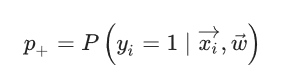 p₊ = P(yᵢ = 1 | x⃗ᵢ, w⃗)